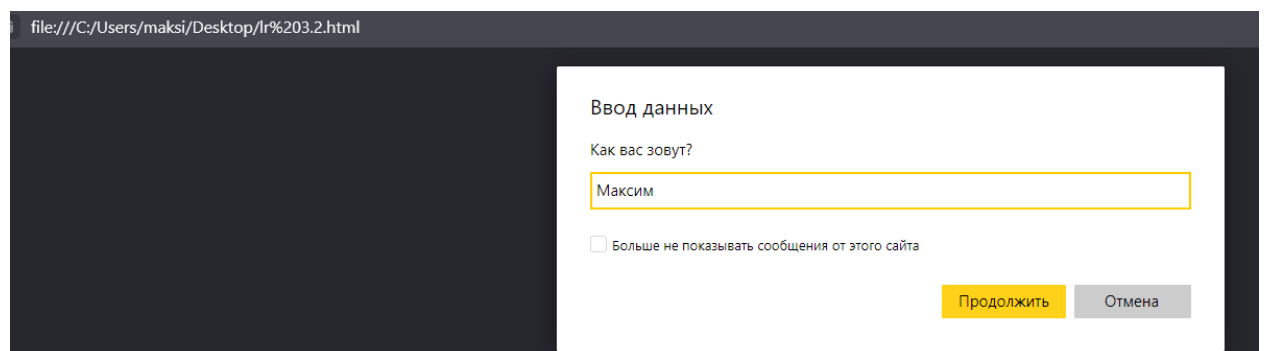 file:///C:/Users/maksi/Desktop/lr%203.2.html
Ввод данных
Как вас зовут?
Максим
Больше не показывать сообщения от этого сайта
Продолжить Отмена